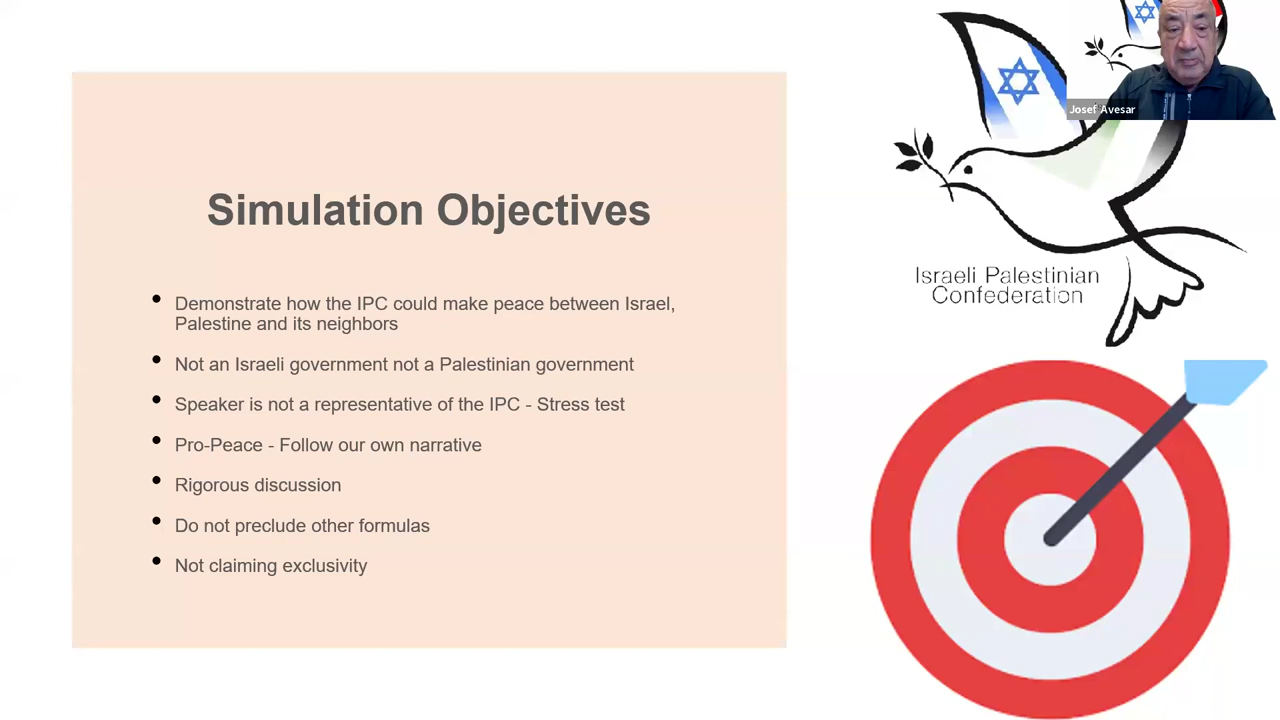 Josef Avesar
Simulation Objectives
Israeli Palestinian
Confederation
Demonstrate how the IPC could make peace between Israel,
Palestine and its neighbors
Not an Israeli government not a Palestinian government
Speaker is not a representative of the IPC - Stress test
Pro-Peace - Follow our own narrative
Rigorous discussion
Do not preclude other formulas
Not claiming exclusivity